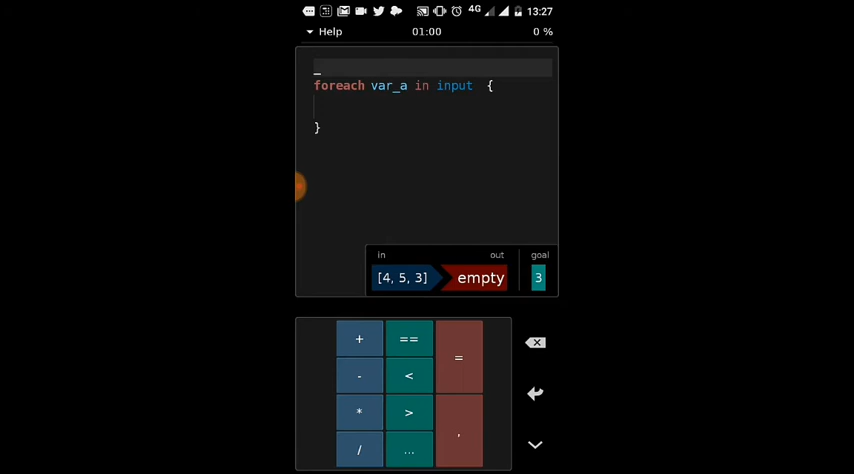 4G 13:27
Help 01:00 0 %
_
foreach var_a in input {
}
in out goal
[4, 5, 3] empty 3
+ ==
=
- <
* >
,
/ ...